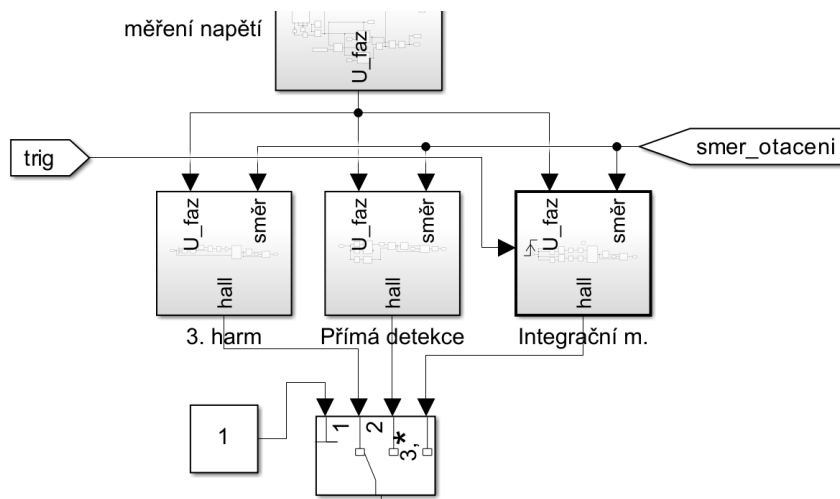 měření napětí
U_faz
trig
smer_otaceni
U_faz
směr
hall
U_faz
směr
hall
U_faz
směr
hall
3. harm
Přímá detekce
Integrační m.
1
1
2
*
3,